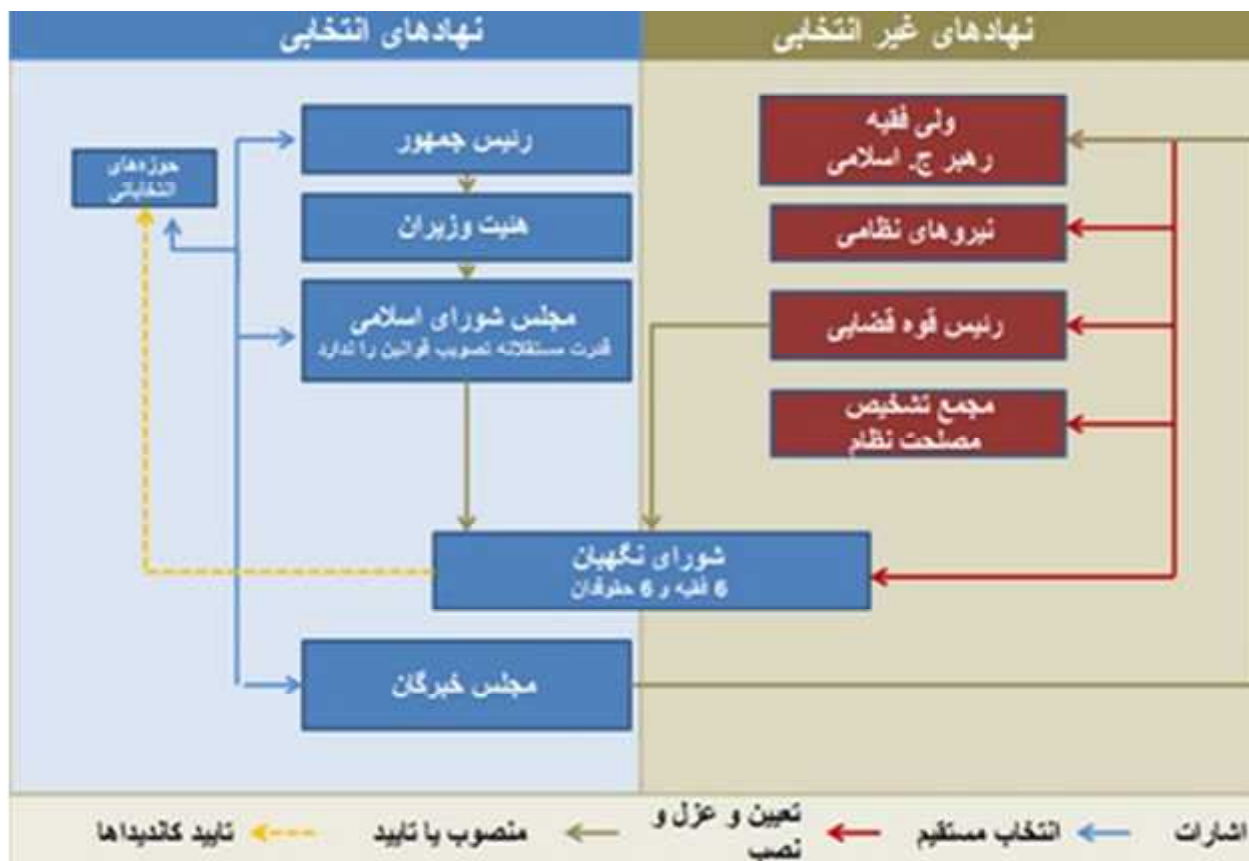 نهادهای غیر انتخابی
نهادهای انتخابی
ولی فقیه
رهبر ج. اسلامی
نیروهای نظامی
رئیس قوه قضایی
مجمع تشخیص
مصلحت نظام
رئیس جمهور
هئیت وزیران
مجلس شورای اسلامی
قدرت مستقلانه تصویب قوانین را ندارد
حوزه‌های
انتخاباتی
شورای نگهبان
6 فقیه و 6 حقوقدان
مجلس خبرگان
اشارات
انتخاب مستقیم
تعیین و عزل و
نصب
منصوب یا تایید
تایید کاندیداها